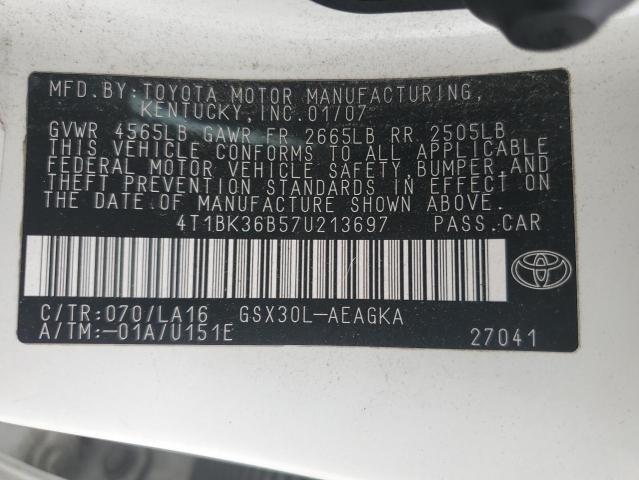 MFD.BY:TOYOTA MOTOR MANUFACTURING,
KENTUCKY, INC.01/07
GVWR 4565LB GAWR FR 2665LB RR 2505LB
THIS VEHICLE CONFORMS TO ALL APPLICABLE
FEDERAL MOTOR VEHICLE SAFETY,BUMPER,AND
THEFT PREVENTION STANDARDS IN EFFECT ON
THE DATE OF MANUFACTURE SHOWN ABOVE.
4T1BK36B57U213697 PASS.CAR
C/TR:070/LA16 GSX30L-AEAGKA
A/TM:-01A/U151E 27041